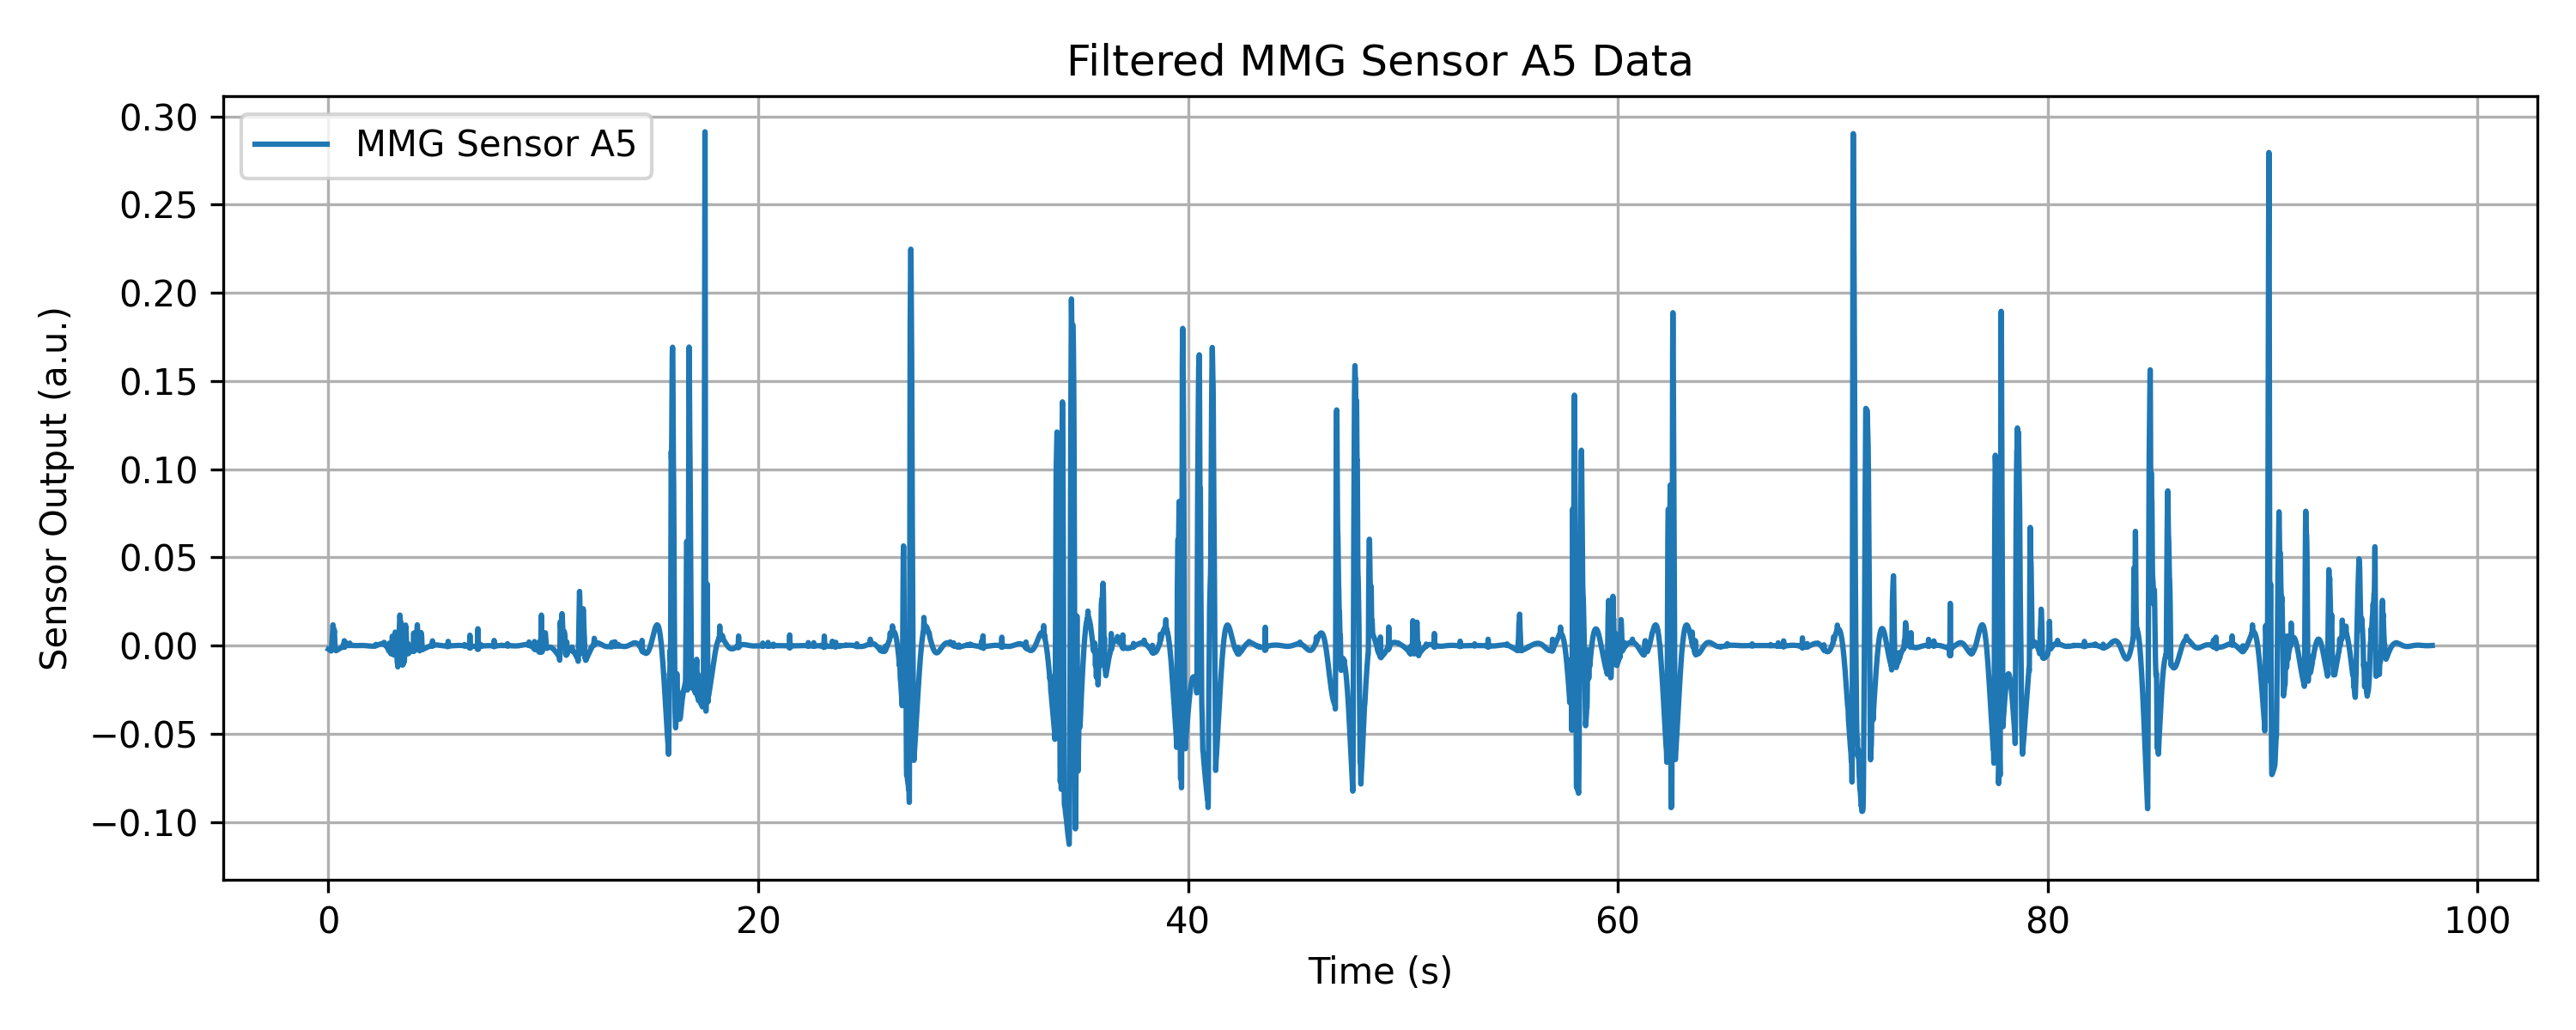 Filtered MMG Sensor A5 Data
MMG Sensor A5
Sensor Output (a.u.)
0.30
0.25
0.20
0.15
0.10
0.05
0.00
−0.05
−0.10
0 20 40 60 80 100
Time (s)